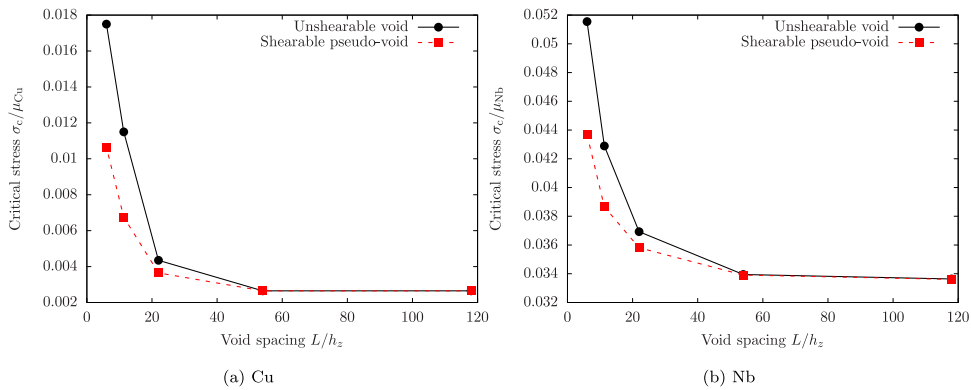 0.018
0.016
0.014
0.012
0.01
0.008
0.006
0.004
0.002
0 20 40 60 80 100 120
Critical stress σc/μCu
Void spacing L/hz
Unshearable void
Shearable pseudo-void
(a) Cu
0.052
0.05
0.048
0.046
0.044
0.042
0.04
0.038
0.036
0.034
0.032
0 20 40 60 80 100 120
Critical stress σc/μNb
Void spacing L/hz
Unshearable void
Shearable pseudo-void
(b) Nb